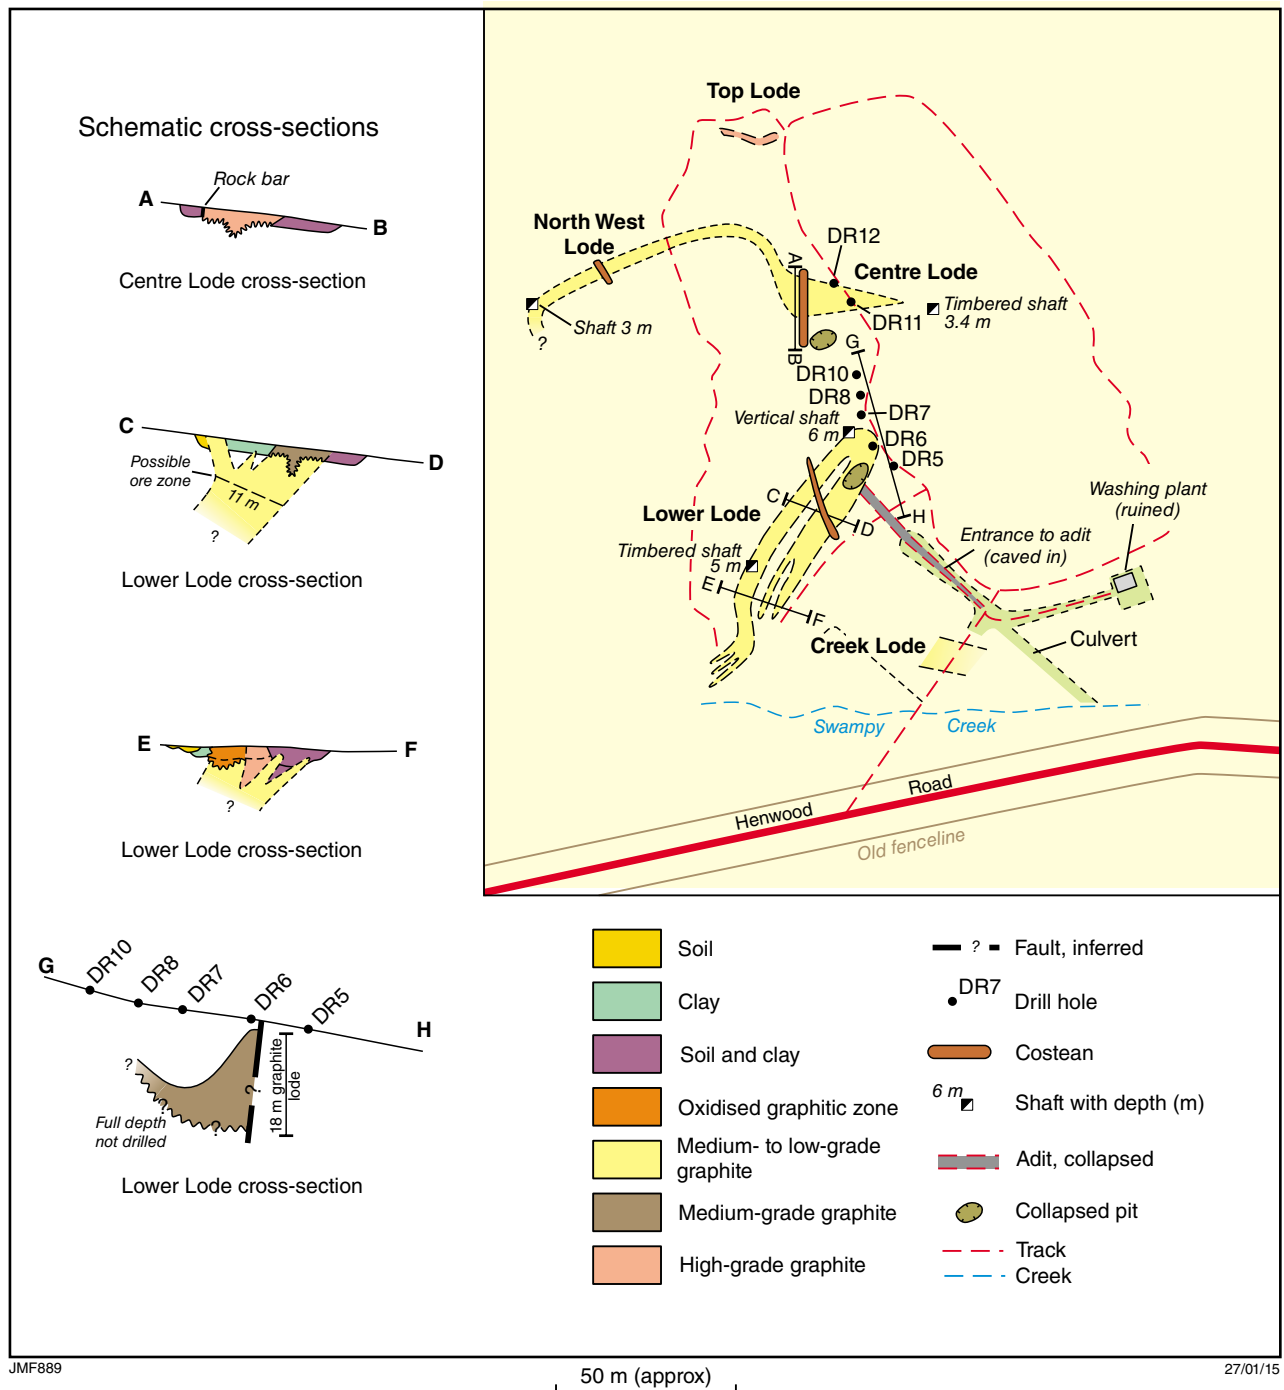 Schematic cross-sections
A
Rock bar
B
Centre Lode cross-section
C
D
Possible
ore zone
11 m
?
Lower Lode cross-section
E
F
?
Lower Lode cross-section
G
DR10
DR8
DR7
DR6
DR5
H
?
?
?
?
18 m graphite
lode
Full depth
not drilled
Lower Lode cross-section
Top Lode
North West
Lode
DR12
A
Centre Lode
Timbered shaft
3.4 m
Shaft 3 m
?
DR11
B
G
DR10
DR8
DR7
Vertical shaft
6 m
DR6
DR5
C
D
H
Lower Lode
Washing plant
(ruined)
Entrance to adit
(caved in)
Timbered shaft
5 m
E
F
Creek Lode
Culvert
Swampy Creek
Henwood Road
Old fenceline
Soil
Clay
Soil and clay
Oxidised graphitic zone
Medium- to low-grade
graphite
Medium-grade graphite
High-grade graphite
? Fault, inferred
DR7
Drill hole
Costean
6 m
Shaft with depth (m)
Adit, collapsed
Collapsed pit
Track
Creek
JMF889
27/01/15
50 m (approx)